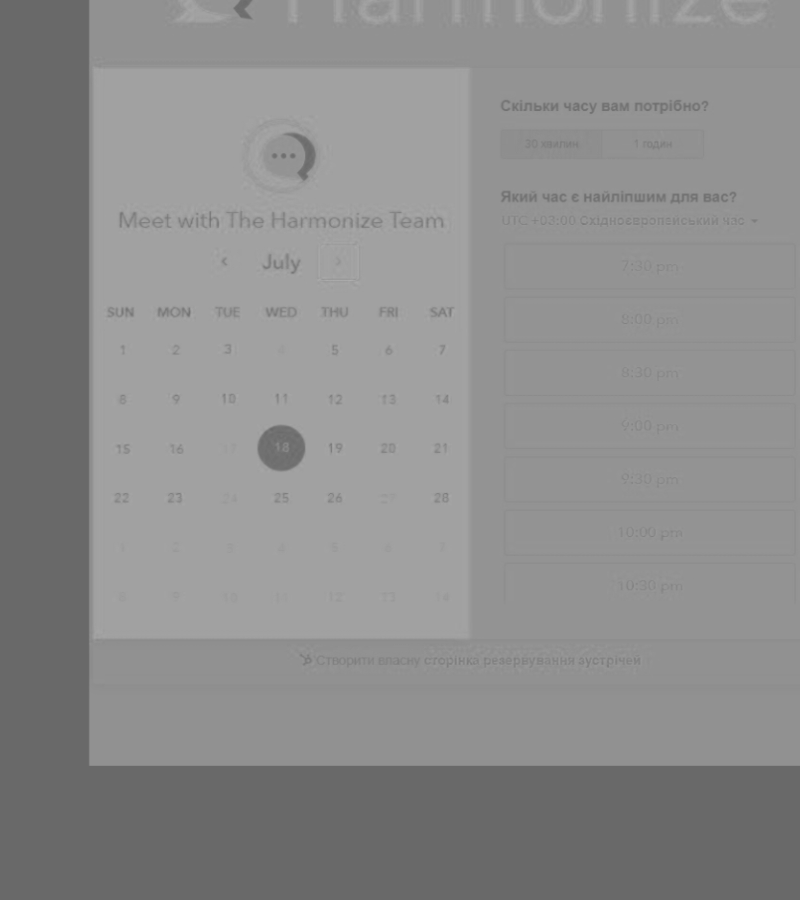 Harmonize
Meet with The Harmonize Team
‹ July ›
SUN MON TUE WED THU FRI SAT
1 2 3 4 5 6 7
8 9 10 11 12 13 14
15 16 17 18 19 20 21
22 23 24 25 26 27 28
1 2 3 4 5 6 7
8 9 10 11 12 13 14
Скільки часу вам потрібно?
30 хвилин 1 годин
Який час є найліпшим для вас?
UTC +03:00 Східноєвропейський час
7:30 pm
8:00 pm
8:30 pm
9:00 pm
9:30 pm
10:00 pm
10:30 pm
Створити власну сторінка резервування зустрічей